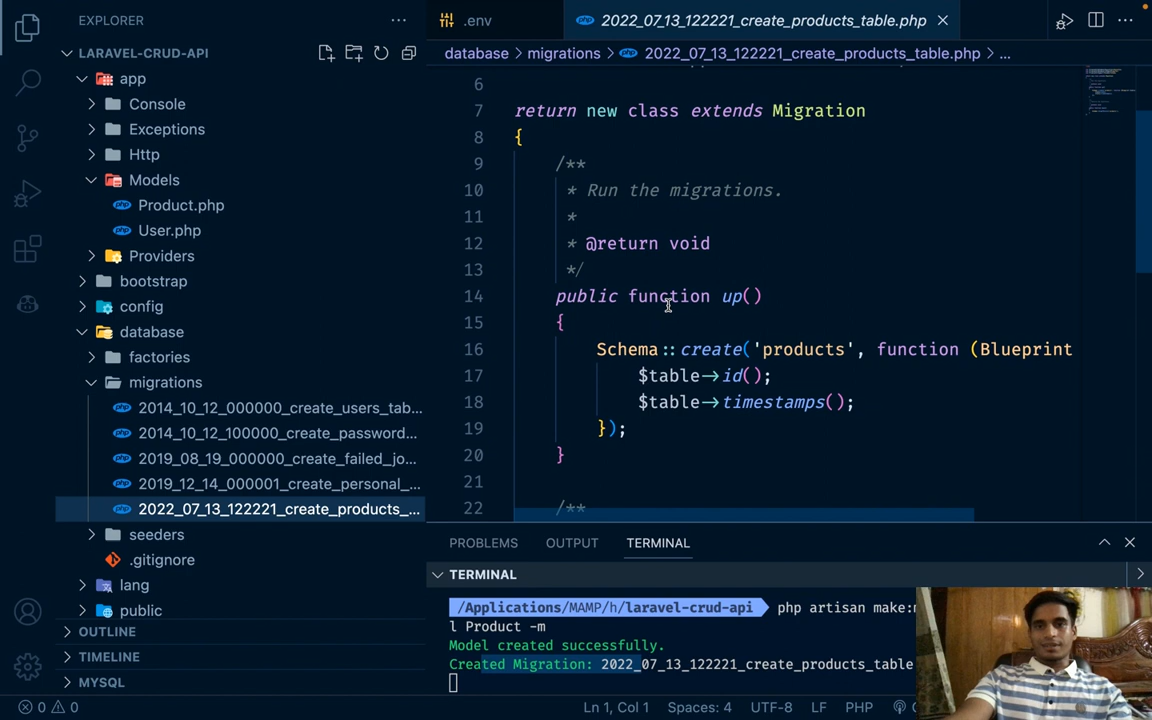 EXPLORER
LARAVEL-CRUD-API
app
Console
Exceptions
Http
Models
Product.php
User.php
Providers
bootstrap
config
database
factories
migrations
2014_10_12_000000_create_users_tab...
2014_10_12_100000_create_password...
2019_08_19_000000_create_failed_jo...
2019_12_14_000001_create_personal_...
2022_07_13_122221_create_products_...
seeders
.gitignore
lang
public
OUTLINE
TIMELINE
MYSQL
.env
2022_07_13_122221_create_products_table.php
database > migrations > 2022_07_13_122221_create_products_table.php > ...
6
7 return new class extends Migration
8 {
9 /**
10 * Run the migrations.
11 *
12 * @return void
13 */
14 public function up()
15 {
16 Schema::create('products', function (Blueprint
17 $table->id();
18 $table->timestamps();
19 });
20 }
21
22 /**
PROBLEMS OUTPUT TERMINAL
TERMINAL
/Applications/MAMP/h/laravel-crud-api php artisan make:m
l Product -m
Model created successfully.
Created Migration: 2022_07_13_122221_create_products_table
0 0
Ln 1, Col 1 Spaces: 4 UTF-8 LF PHP